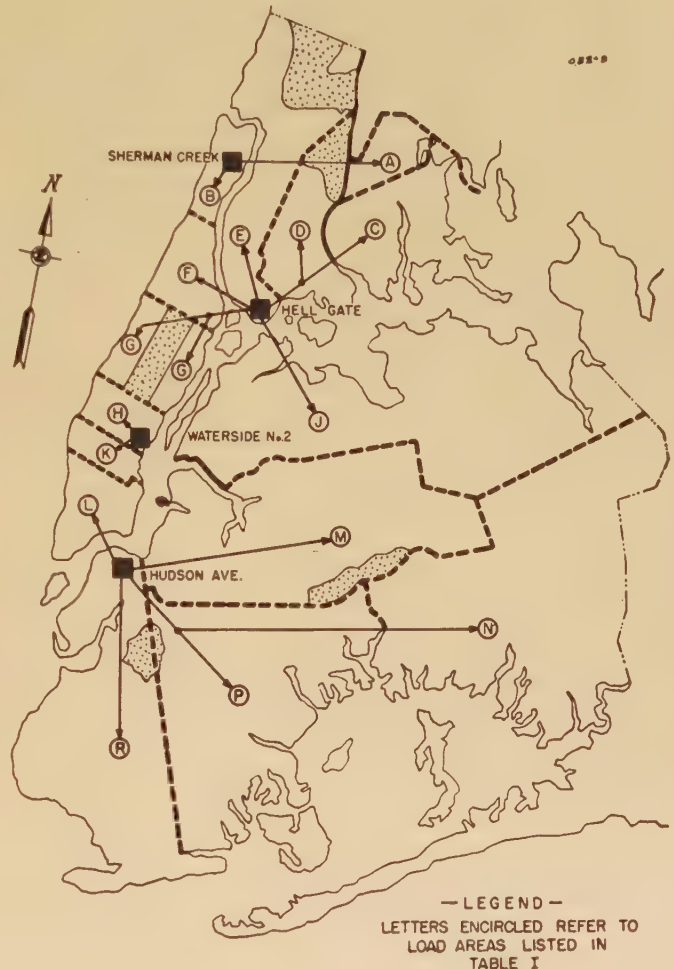 032-B
SHERMAN CREEK
A
B
N
E
D
C
F
HELL GATE
G
G
J
H
WATERSIDE No.2
K
L
M
HUDSON AVE.
N
P
R
—LEGEND—
LETTERS ENCIRCLED REFER TO
LOAD AREAS LISTED IN
TABLE I